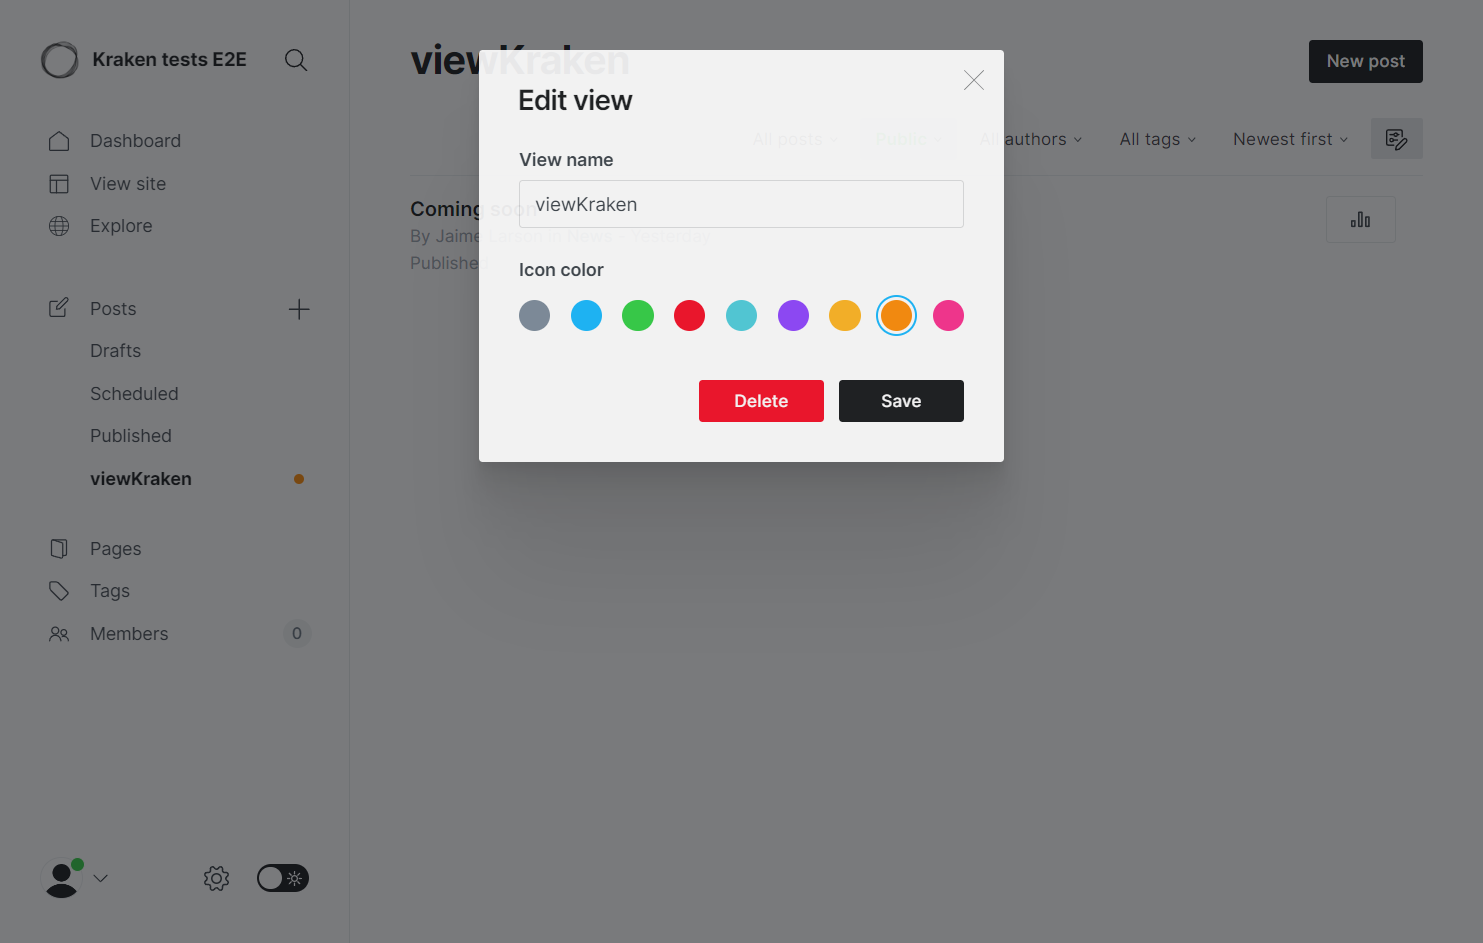 Kraken tests E2E
Dashboard
View site
Explore
Posts
Drafts
Scheduled
Published
viewKraken
Pages
Tags
Members
0
viewKraken
New post
All posts
Public
All authors
All tags
Newest first
Coming soon
By Jaime Larson in News - Yesterday
Published
Edit view
View name
viewKraken
Icon color
Delete
Save